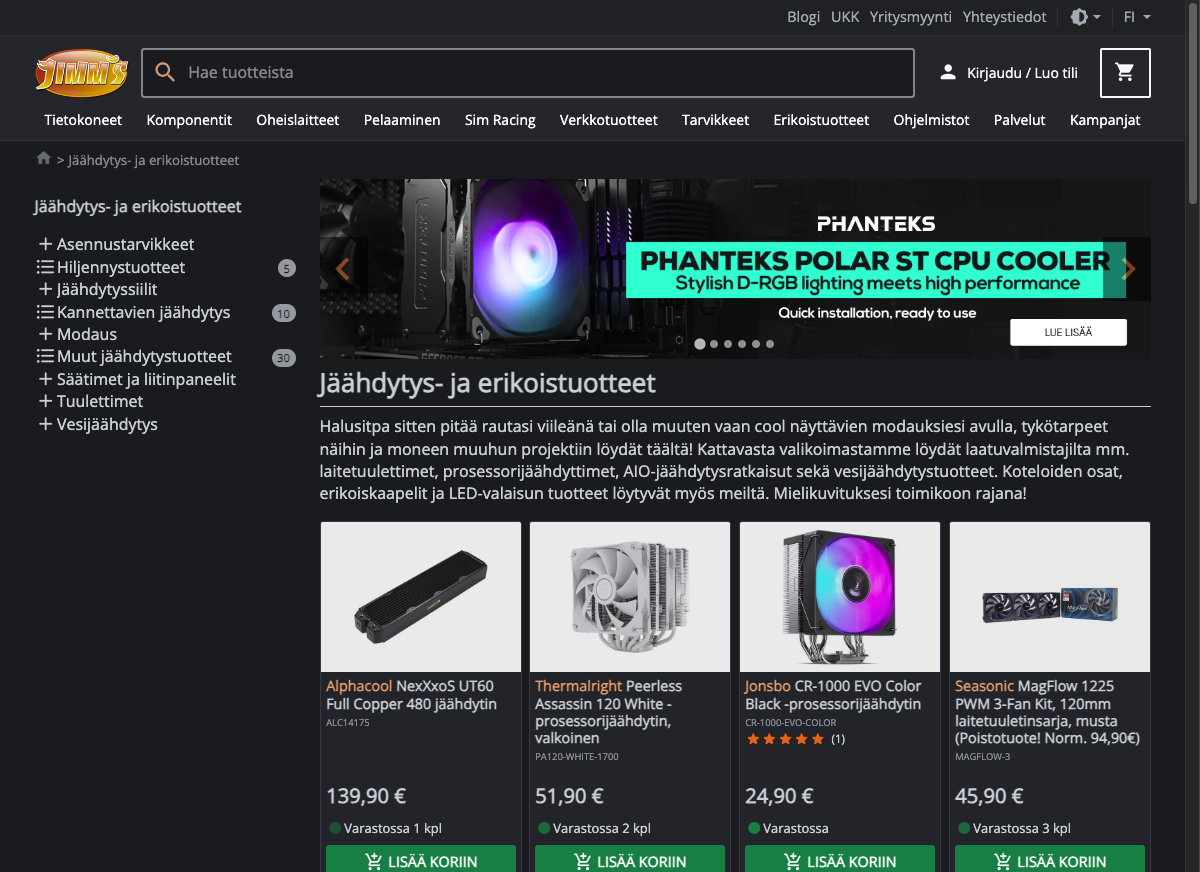 Blogi UKK Yritysmyynti Yhteystiedot FI
JIMM'S
Hae tuotteista
Kirjaudu / Luo tili
Tietokoneet Komponentit Oheislaitteet Pelaaminen Sim Racing Verkkotuotteet Tarvikkeet Erikoistuotteet Ohjelmistot Palvelut Kampanjat
> Jäähdytys- ja erikoistuotteet
Jäähdytys- ja erikoistuotteet
Asennustarvikkeet
Hiljennystuotteet 5
Jäähdytyssiilit
Kannettavien jäähdytys 10
Modaus
Muut jäähdytystuotteet 30
Säätimet ja liitinpaneelit
Tuulettimet
Vesijäähdytys
PHANTEKS
PHANTEKS POLAR ST CPU COOLER
Stylish D-RGB lighting meets high performance
Quick installation, ready to use
LUE LISÄÄ
Jäähdytys- ja erikoistuotteet
Halusitpa sitten pitää rautasi viileänä tai olla muuten vaan cool näyttävien modauksiesi avulla, tykötarpeet
näihin ja moneen muuhun projektiin löydät täältä! Kattavasta valikoimastamme löydät laatuvalmistajilta mm.
laitetuulettimet, prosessorijäähdyttimet, AIO-jäähdytysratkaisut sekä vesijäähdytystuotteet. Koteloiden osat,
erikoiskaapelit ja LED-valaisun tuotteet löytyvät myös meiltä. Mielikuvituksesi toimikoon rajana!
Alphacool NexXxoS UT60
Full Copper 480 jäähdytin
ALC14175
139,90 €
Varastossa 1 kpl
LISÄÄ KORIIN
Thermalright Peerless
Assassin 120 White -
prosessorijäähdytin,
valkoinen
PA120-WHITE-1700
51,90 €
Varastossa 2 kpl
LISÄÄ KORIIN
Jonsbo CR-1000 EVO Color
Black -prosessorijäähdytin
CR-1000-EVO-COLOR
(1)
24,90 €
Varastossa
LISÄÄ KORIIN
Seasonic MagFlow 1225
PWM 3-Fan Kit, 120mm
laitetuuletinsarja, musta
(Poistotuote! Norm. 94,90€)
MAGFLOW-3
45,90 €
Varastossa 3 kpl
LISÄÄ KORIIN